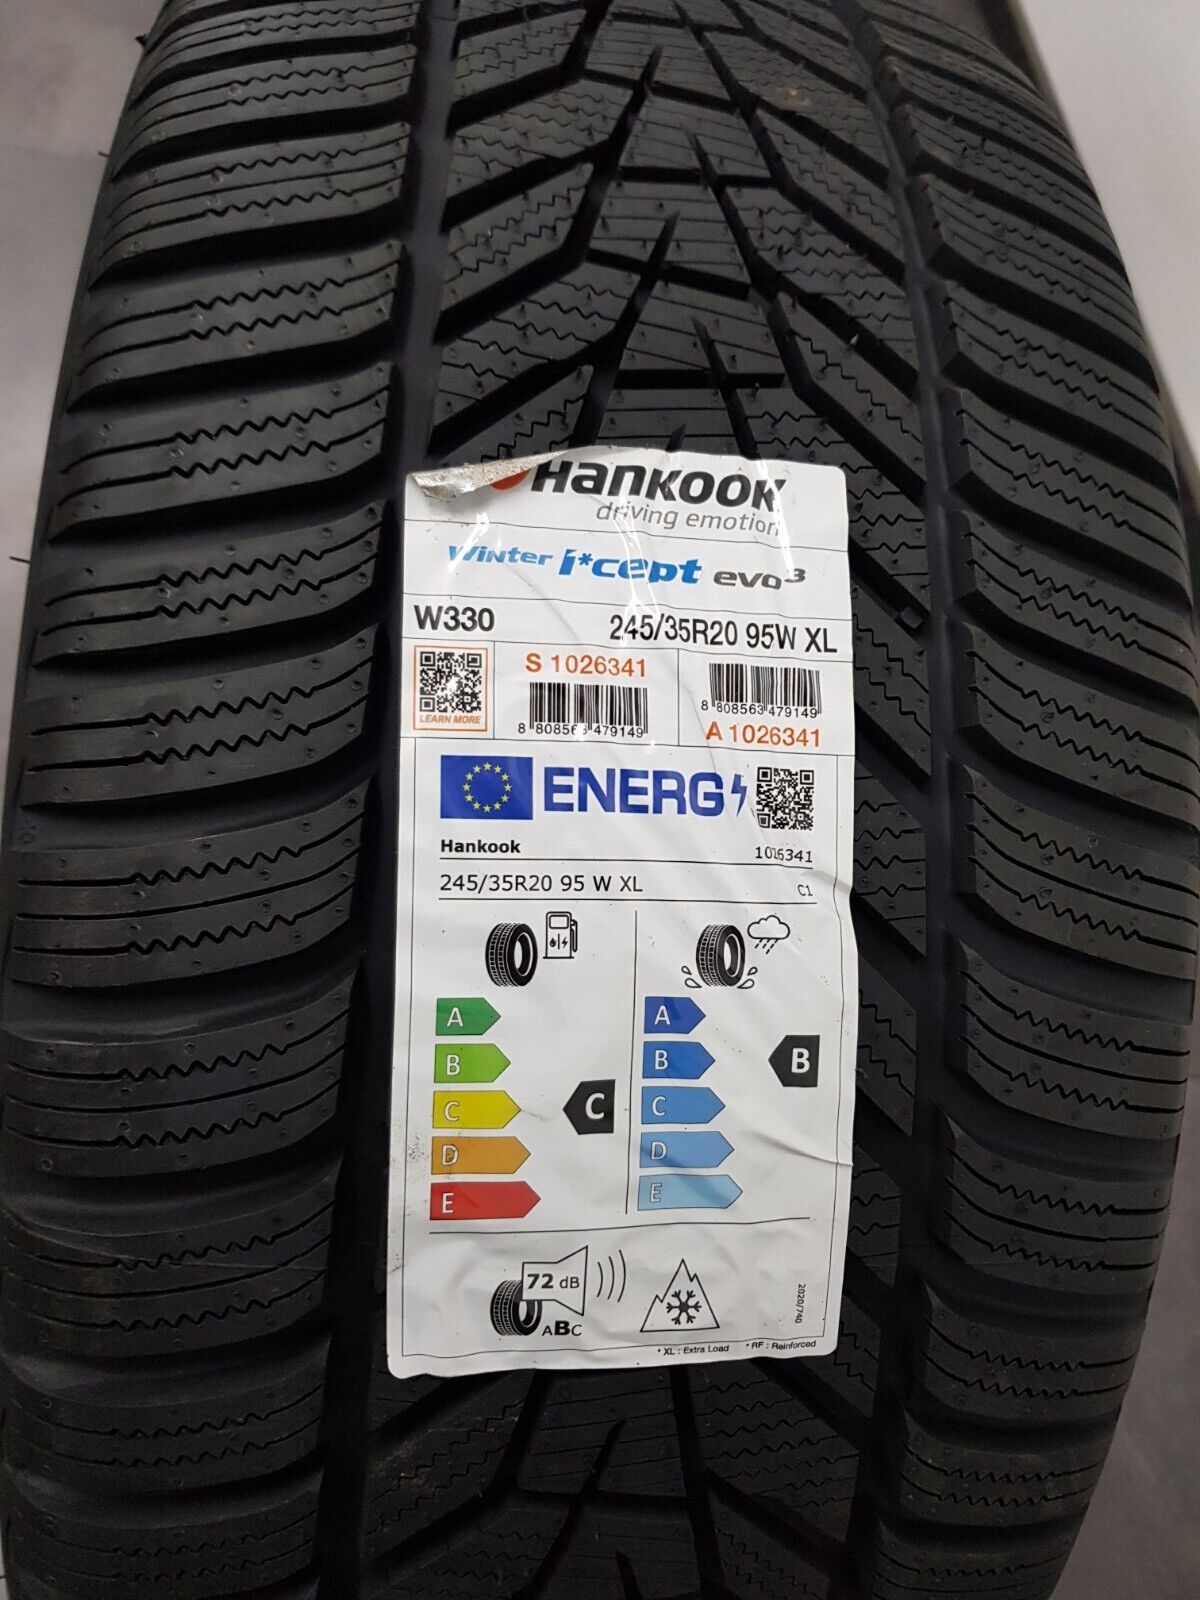 Hankook
driving emotion
Winter i*cept evo3
W330 245/35R20 95W XL
LEARN MORE
S 1026341
8 808563 479149
8 808563 479149
A 1026341
ENERG
Hankook 1026341
245/35R20 95 W XL C1
A A
B B B
C C C
D D
E E
72 dB
ABC
2020/740
* XL : Extra Load * RF : Reinforced